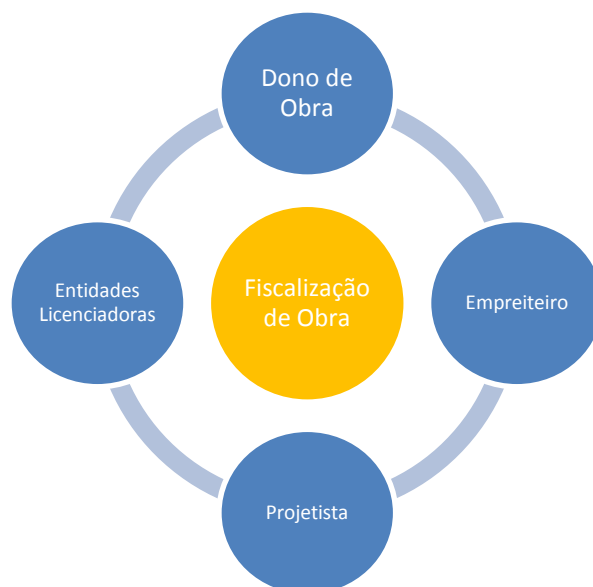 Dono de
Obra
Entidades
Licenciadoras
Fiscalização
de Obra
Empreiteiro
Projetista